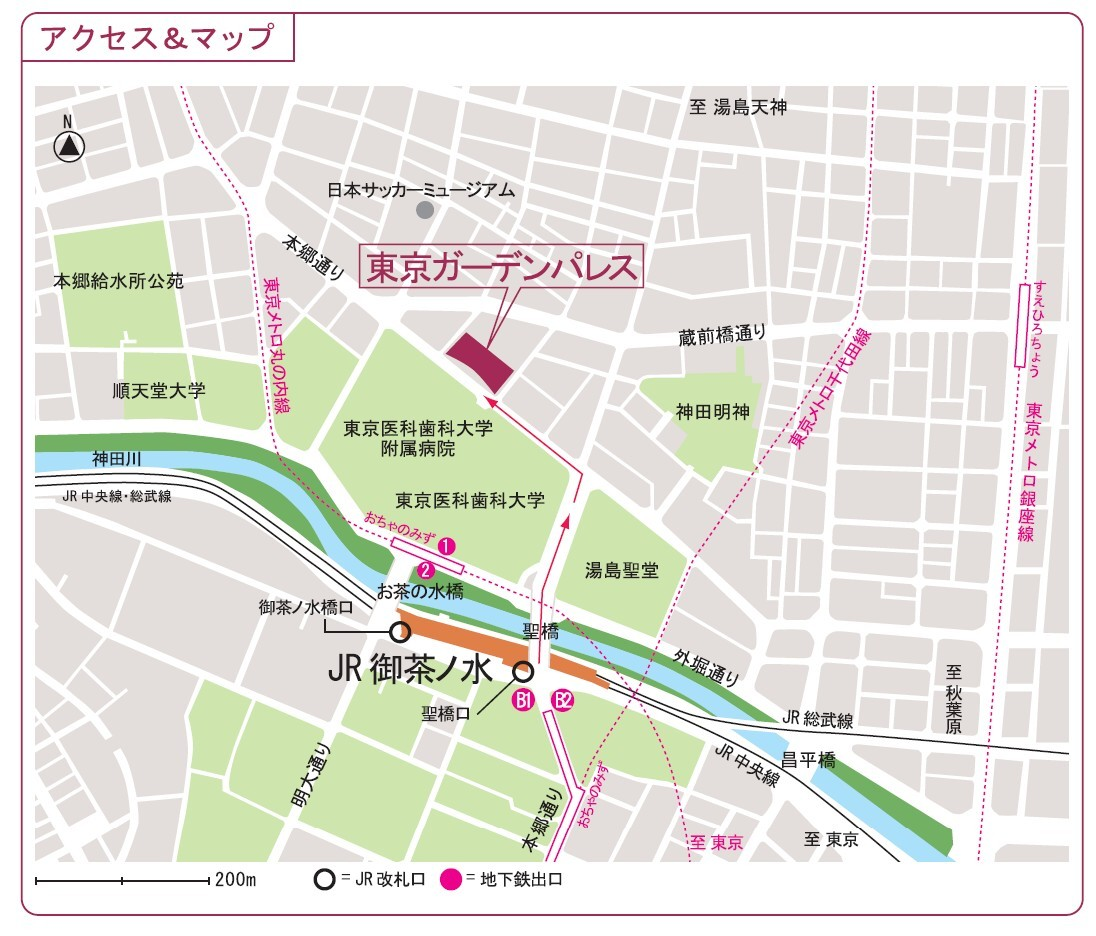 アクセス＆マップ
至 湯島天神
N
日本サッカーミュージアム
本郷通り
東京ガーデンパレス
本郷給水所公苑
東京メトロ丸の内線
すえひろちょう
蔵前橋通り
東京メトロ千代田線
順天堂大学
神田明神
東京メトロ銀座線
東京医科歯科大学
附属病院
神田川
JR 中央線・総武線
東京医科歯科大学
おちゃのみず
1
2
湯島聖堂
お茶の水橋
御茶ノ水橋口
聖橋
外堀通り
JR 御茶ノ水
至 秋葉原
聖橋口
B1
B2
JR 総武線
JR 中央線
昌平橋
明大通り
本郷通り
おちゃのみず
至 東京
至 東京
200m
= JR 改札口
= 地下鉄出口